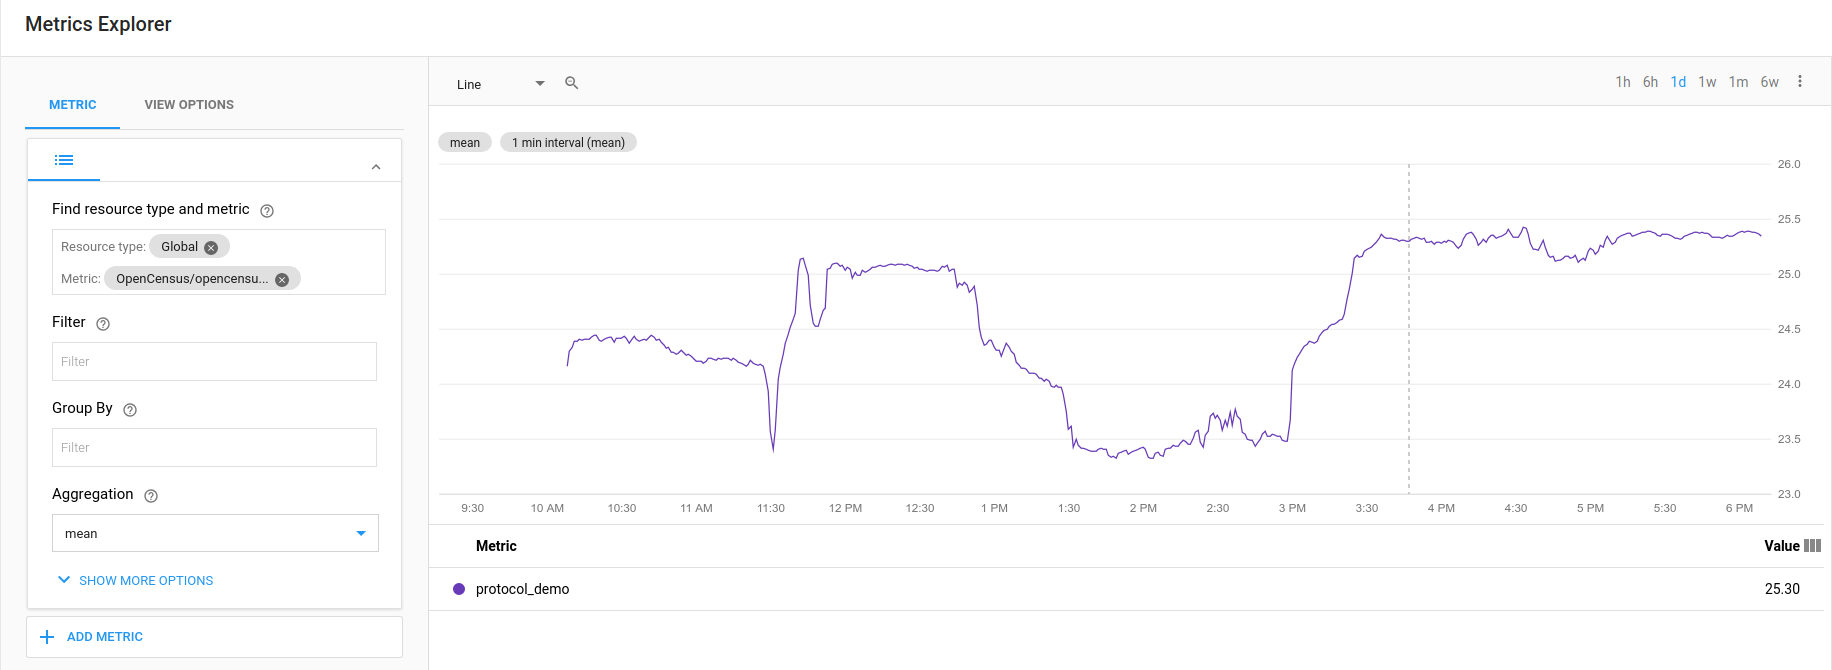 Metrics Explorer
METRIC VIEW OPTIONS
Find resource type and metric
Resource type: Global
Metric: OpenCensus/opencensu...
Filter
Filter
Group By
Filter
Aggregation
mean
SHOW MORE OPTIONS
ADD METRIC
Line
1h 6h 1d 1w 1m 6w
mean 1 min interval (mean)
26.0
25.5
25.0
24.5
24.0
23.5
23.0
9:30 10 AM 10:30 11 AM 11:30 12 PM 12:30 1 PM 1:30 2 PM 2:30 3 PM 3:30 4 PM 4:30 5 PM 5:30 6 PM
Metric Value
protocol_demo 25.30